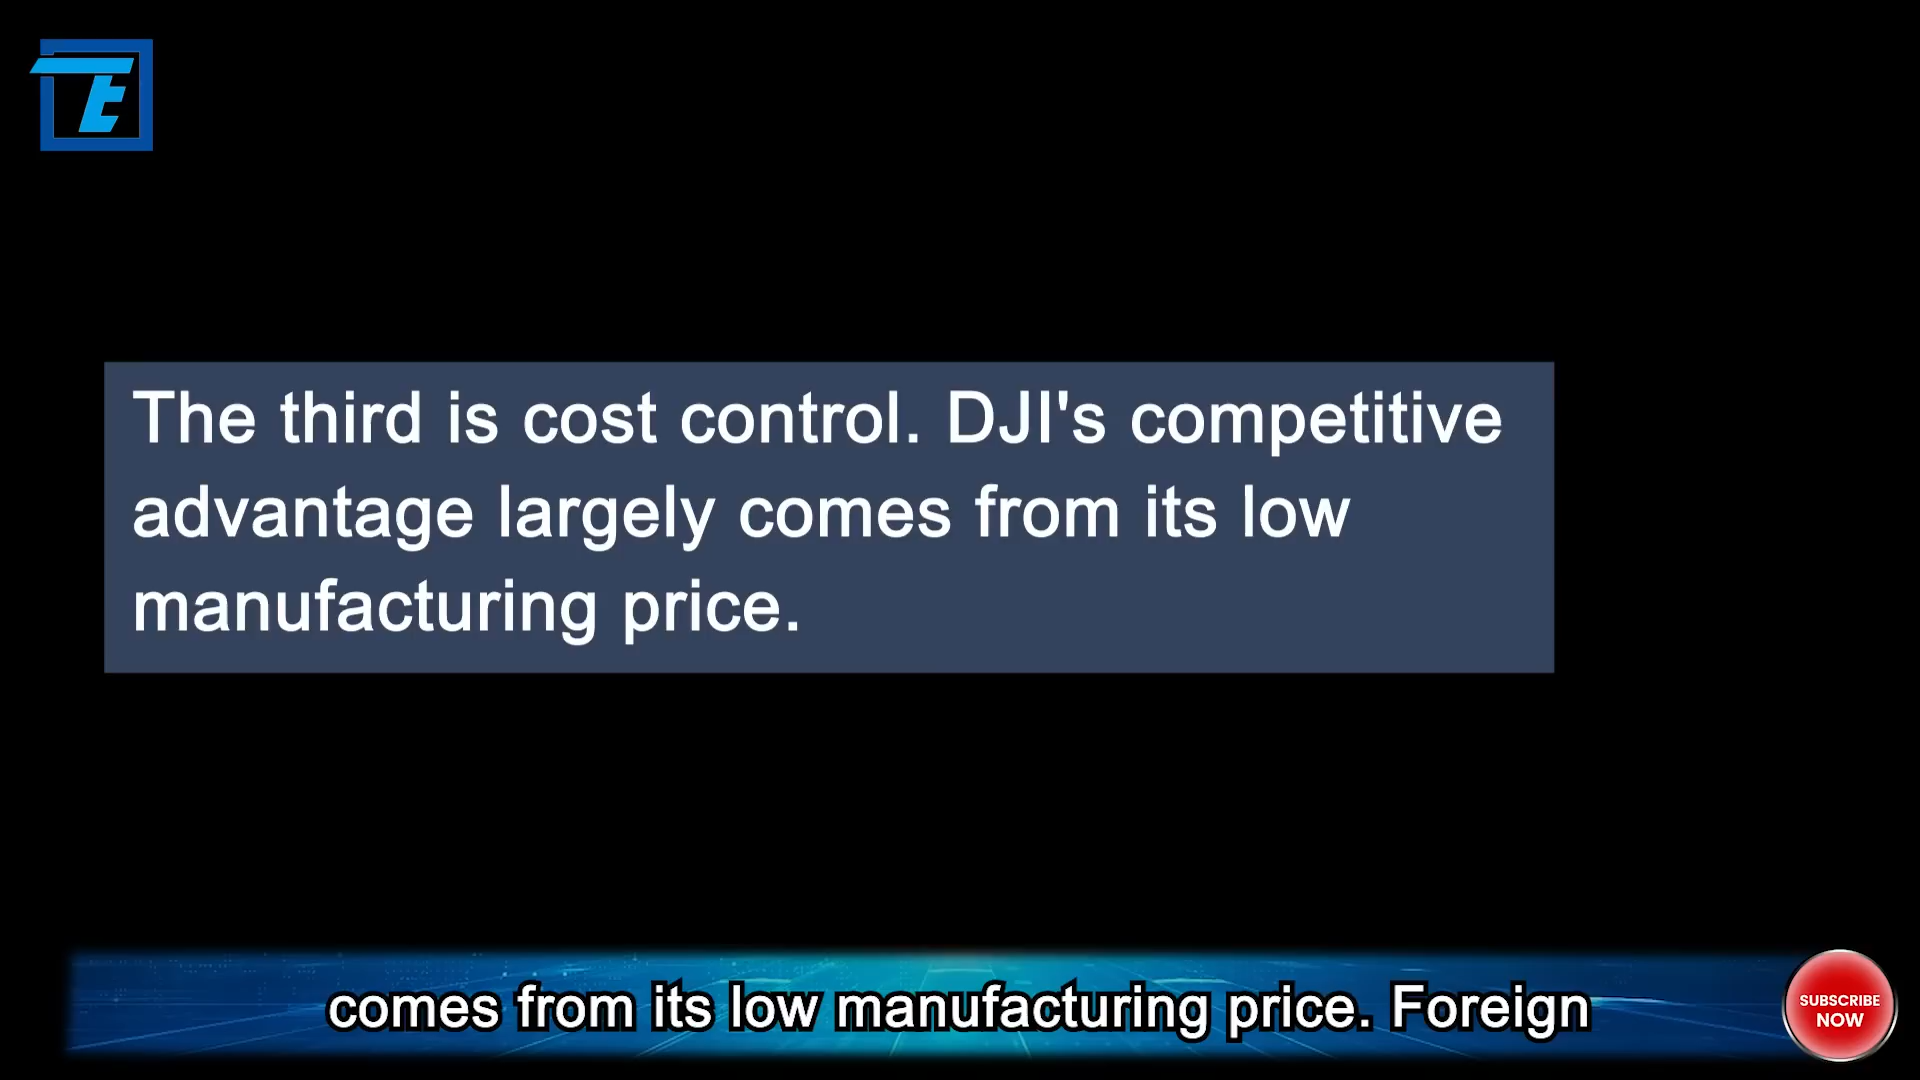 TE
The third is cost control. DJI's competitive
advantage largely comes from its low
manufacturing price.
comes from its low manufacturing price. Foreign
SUBSCRIBE
NOW